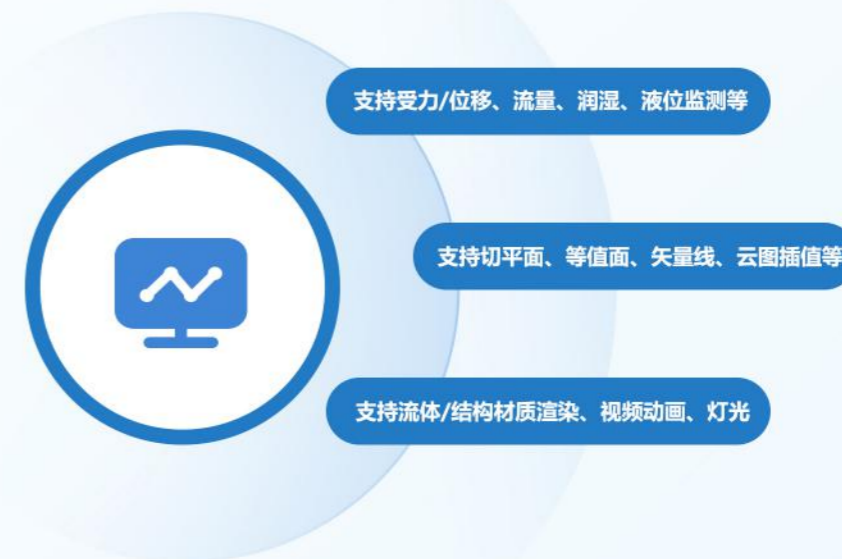 支持受力/位移、流量、润湿、液位监测等
支持切平面、等值面、矢量线、云图插值等
支持流体/结构材质渲染、视频动画、灯光